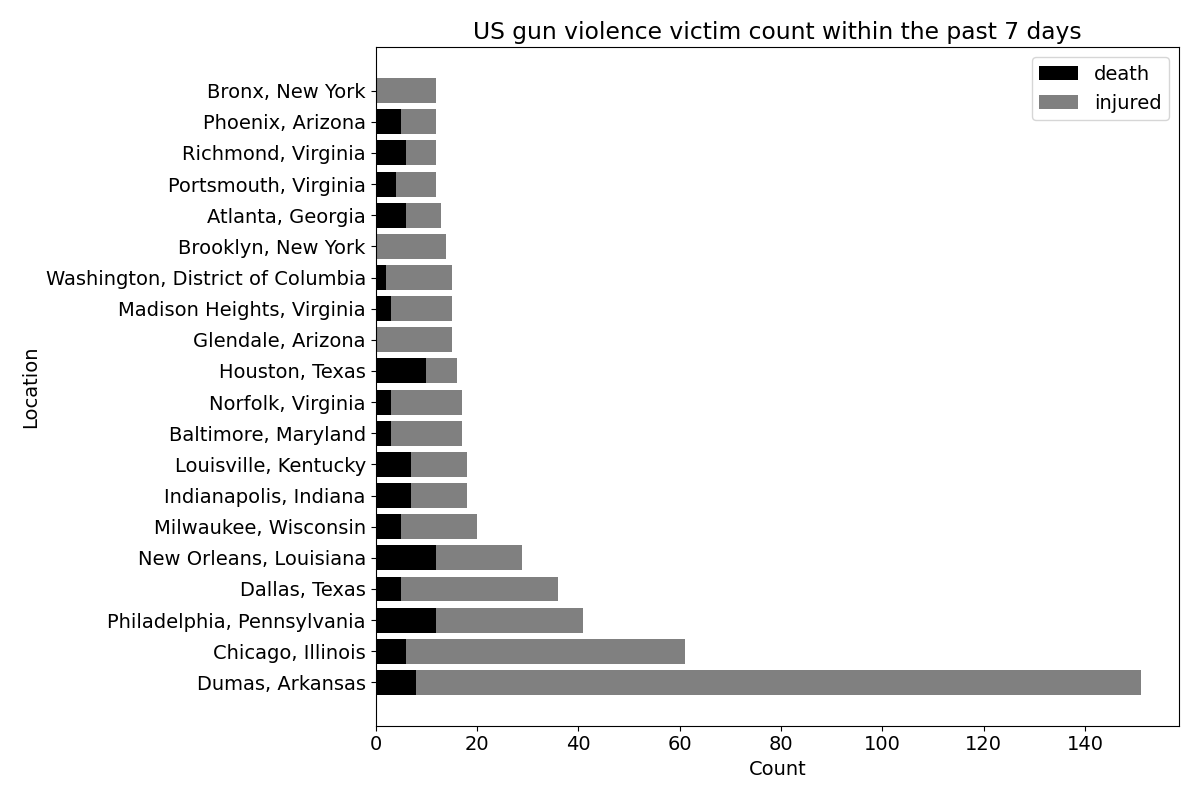 US gun violence victim count within the past 7 days
death
injured
Bronx, New York
Phoenix, Arizona
Richmond, Virginia
Portsmouth, Virginia
Atlanta, Georgia
Brooklyn, New York
Washington, District of Columbia
Madison Heights, Virginia
Glendale, Arizona
Houston, Texas
Norfolk, Virginia
Baltimore, Maryland
Louisville, Kentucky
Indianapolis, Indiana
Milwaukee, Wisconsin
New Orleans, Louisiana
Dallas, Texas
Philadelphia, Pennsylvania
Chicago, Illinois
Dumas, Arkansas
Location
0 20 40 60 80 100 120 140
Count